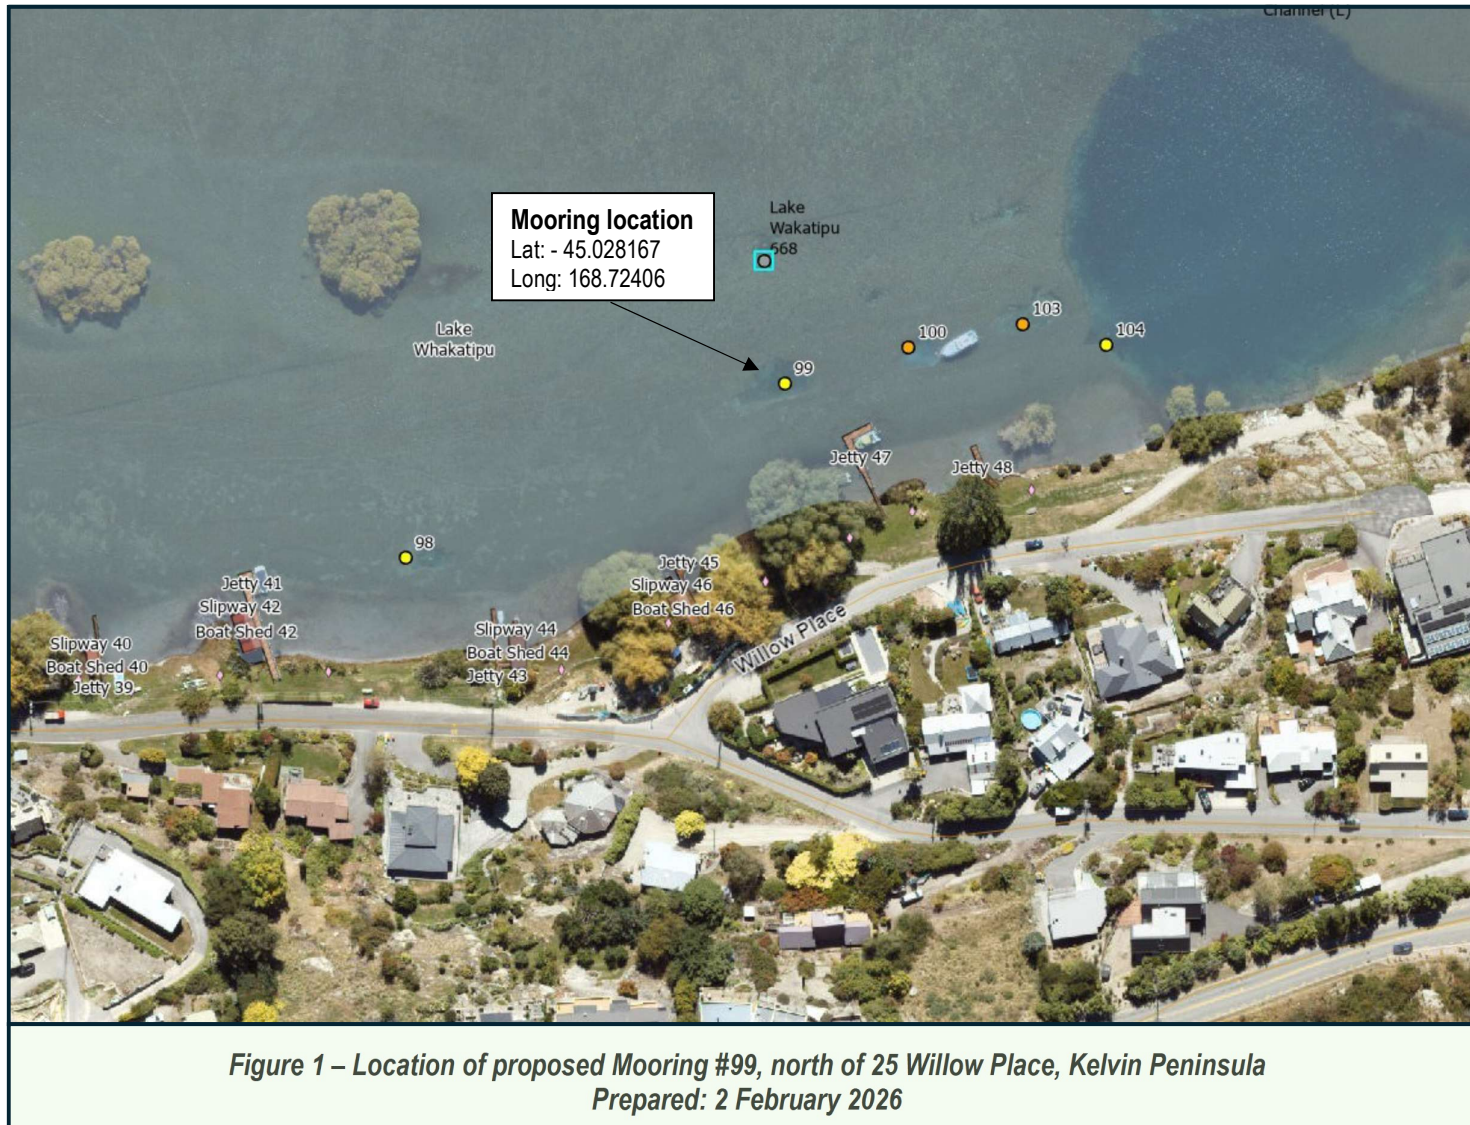 Channel (E)
Mooring location
Lat: - 45.028167
Long: 168.72406
Lake
Wakatipu
668
103
100
104
Lake
Whakatipu
99
Jetty 47
Jetty 48
98
Jetty 45
Slipway 46
Boat Shed 46
Jetty 41
Slipway 42
Boat Shed 42
Slipway 44
Boat Shed 44
Jetty 43
Slipway 40
Boat Shed 40
Jetty 39
Willow Place
Figure 1 – Location of proposed Mooring #99, north of 25 Willow Place, Kelvin Peninsula
Prepared: 2 February 2026